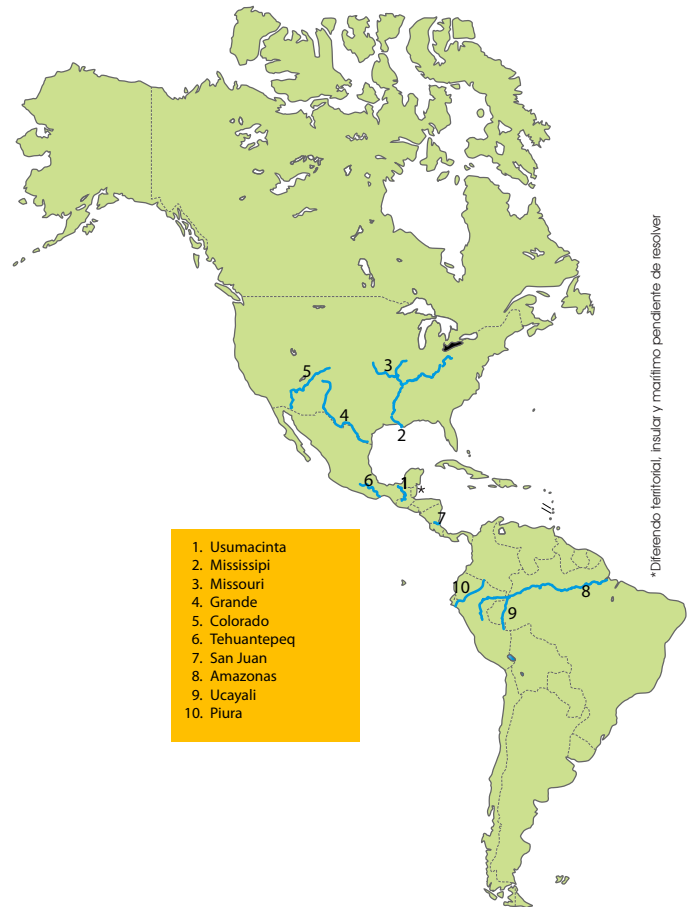 5
3
4
2
6
1
*
7
10
8
9
1. Usumacinta
2. Mississipi
3. Missouri
4. Grande
5. Colorado
6. Tehuantepeq
7. San Juan
8. Amazonas
9. Ucayali
10. Piura
*Diferendo territorial, insular y marítimo pendiente de resolver